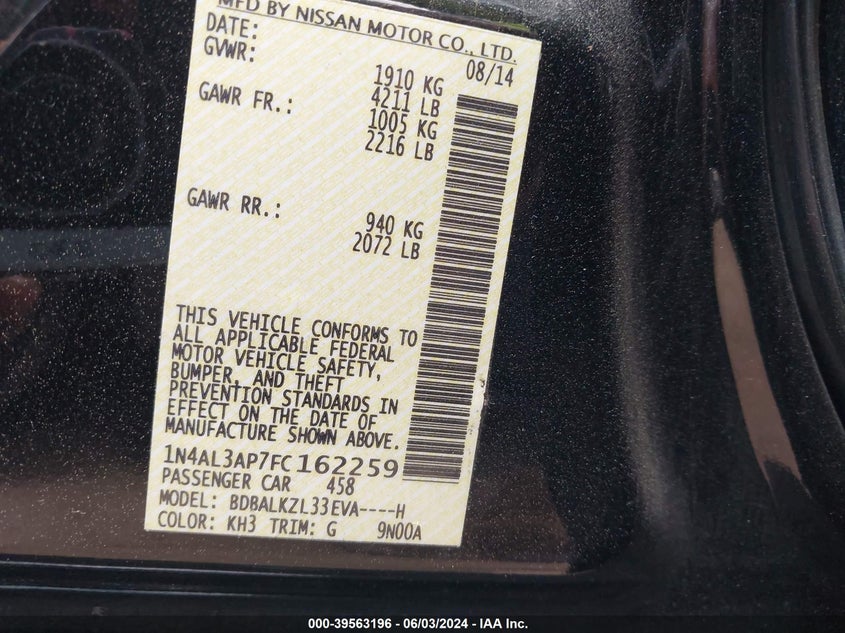 MFD BY NISSAN MOTOR CO., LTD.
DATE: 08/14
GVWR: 1910 KG
4211 LB
GAWR FR.: 1005 KG
2216 LB
GAWR RR.: 940 KG
2072 LB
THIS VEHICLE CONFORMS TO
ALL APPLICABLE FEDERAL
MOTOR VEHICLE SAFETY,
BUMPER, AND THEFT
PREVENTION STANDARDS IN
EFFECT ON THE DATE OF
MANUFACTURE SHOWN ABOVE.
1N4AL3AP7FC162259
PASSENGER CAR 458
MODEL: BDBALKZL33EVA----H
COLOR: KH3 TRIM: G 9N00A
000-39563196 - 06/03/2024 - IAA Inc.